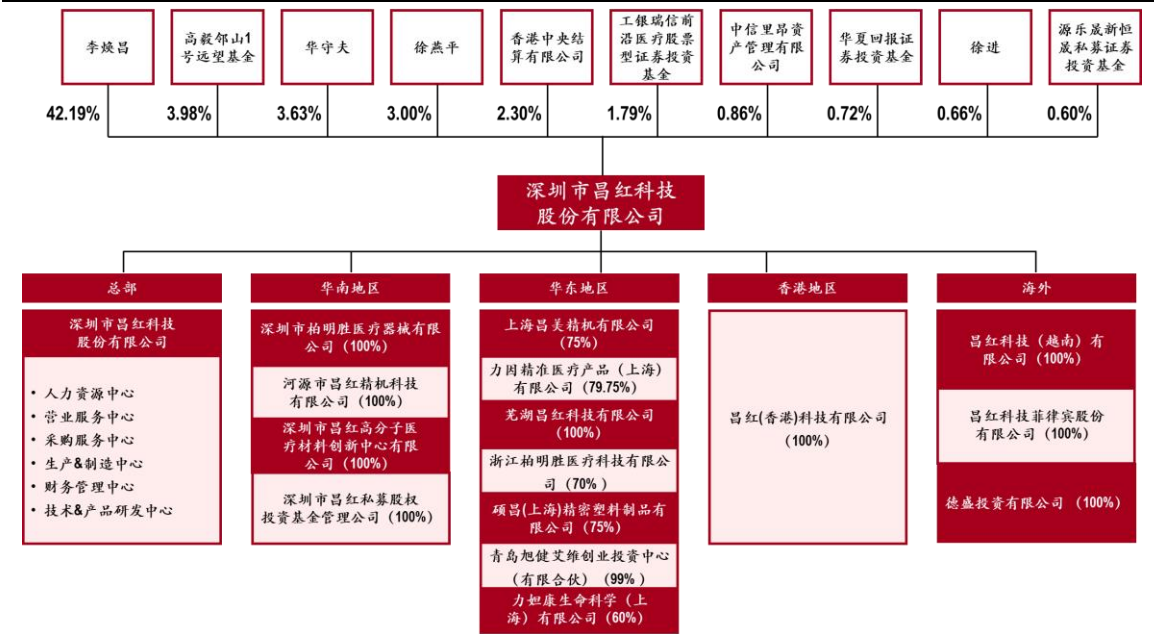 李燠昌
高毅邻山1
号远望基金
华守夫
徐燕平
香港中央结
算有限公司
工银瑞信前
沿医疗股票
型证券投资
基金
中信里昂资
产管理有限
公司
华夏回报证
券投资基金
徐进
源乐晟新恒
晟私募证券
投资基金
42.19%
3.98%
3.63%
3.00%
2.30%
1.79%
0.86%
0.72%
0.66%
0.60%
深圳市昌红科技
股份有限公司
总部
深圳市昌红科技
股份有限公司
• 人力资源中心
• 营业服务中心
• 采购服务中心
• 生产&制造中心
• 财务管理中心
• 技术&产品研发中心
华南地区
深圳市柏明胜医疗器械有限
公司（100%）
河源市昌红精机科技
有限公司（100%）
深圳市昌红高分子医
疗材料创新中心有限
公司（100%）
深圳市昌红私募股权
投资基金管理公司（100%）
华东地区
上海昌美精机有限公司
（75%）
力因精准医疗产品（上海）
有限公司（79.75%）
芜湖昌红科技有限公司
（100%）
浙江柏明胜医疗科技有限公
司（70%）
硕昌(上海)精密塑料制品有
限公司（75%）
青岛旭健艾维创业投资中心
（有限合伙）（99%）
力妲康生命科学（上
海）有限公司（60%）
香港地区
昌红(香港)科技有限公司
（100%）
海外
昌红科技（越南）有
限公司（100%）
昌红科技菲律宾股份
有限公司（100%）
德盛投资有限公司（100%）